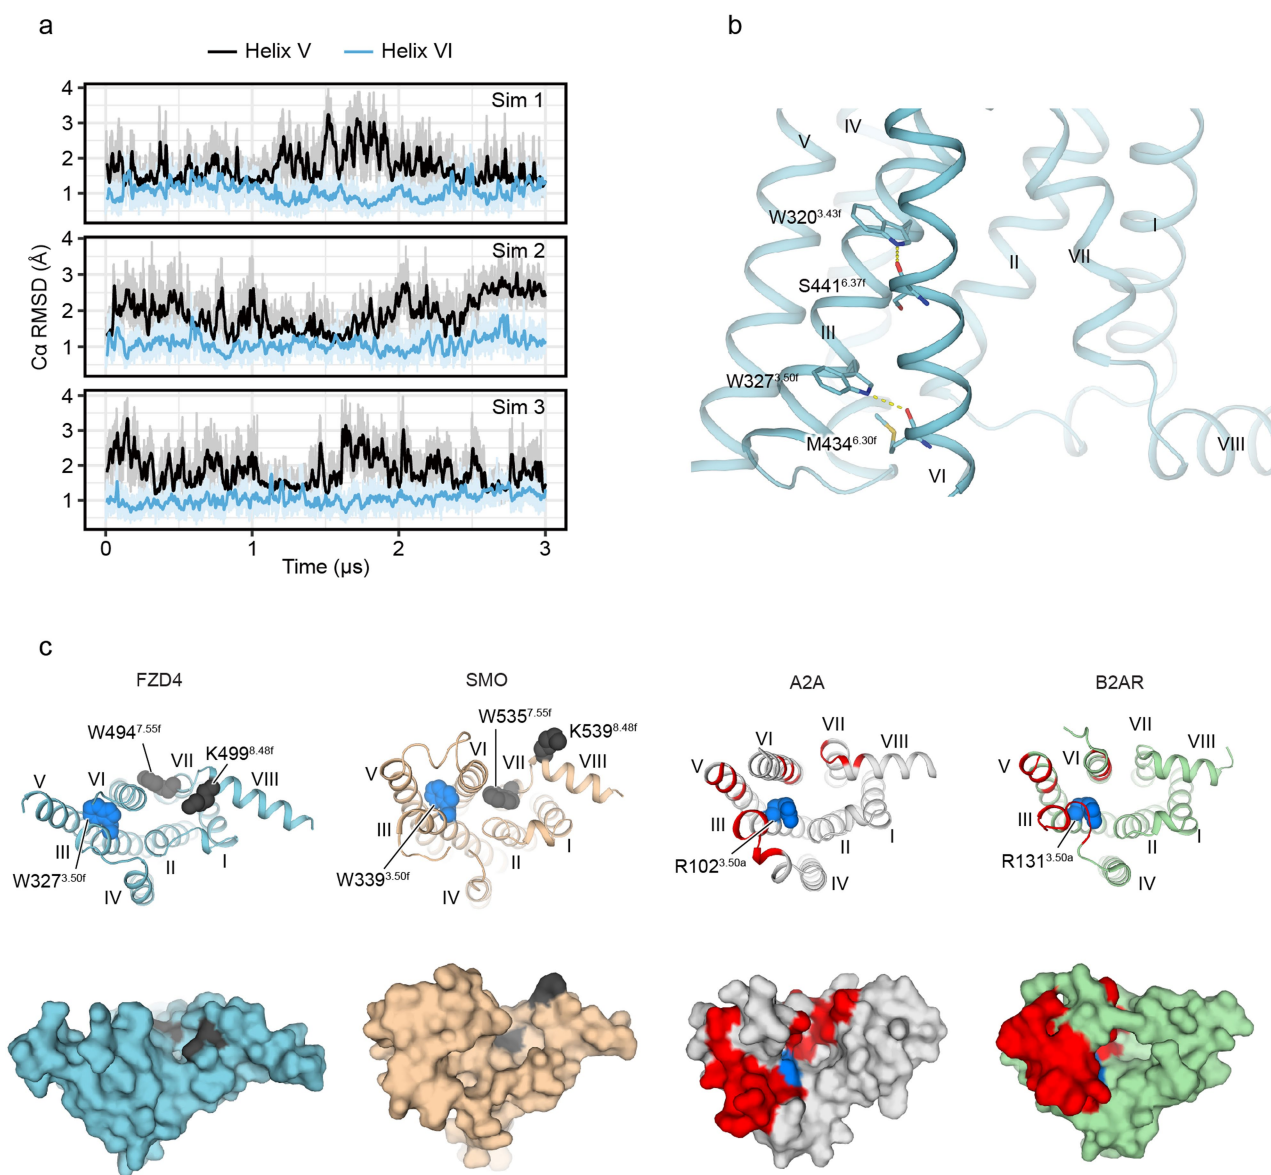 a
Helix V
Helix VI
Cα RMSD (Å)
4
3
2
1
Sim 1
4
3
2
1
Sim 2
4
3
2
1
Sim 3
0
1
2
3
Time (μs)
b
V
IV
W320^3.43f
S441^6.37f
III
W327^3.50f
M434^6.30f
VI
II
VII
I
VIII
c
FZD4
W494^7.55f
K499^8.48f
VII
VI
VIII
V
III
II
I
W327^3.50f
IV
SMO
W535^7.55f
K539^8.48f
VI
VII
VIII
V
III
I
II
W339^3.50f
IV
A2A
VII
VI
VIII
V
III
I
II
R102^3.50a
IV
B2AR
VII
VI
VIII
V
III
I
II
R131^3.50a
IV